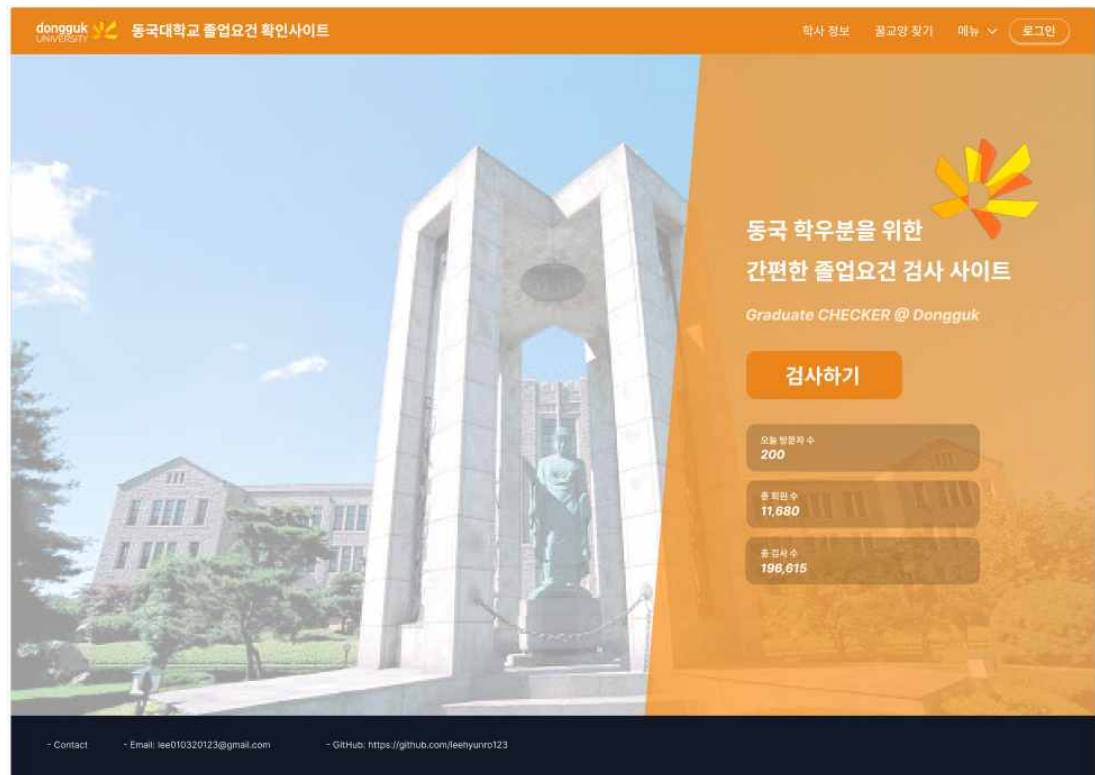 dongguk
UNIVERSITY
동국대학교 졸업요건 확인사이트
학사 정보
꿀교양 찾기
메뉴
로그인
동국 학우분을 위한
간편한 졸업요건 검사 사이트
Graduate CHECKER @ Dongguk
검사하기
오늘 방문자 수
200
총 회원 수
11,680
총 검사 수
196,615
- Contact
- Email: lee010320123@gmail.com
- GitHub: https://github.com/leehyunro123